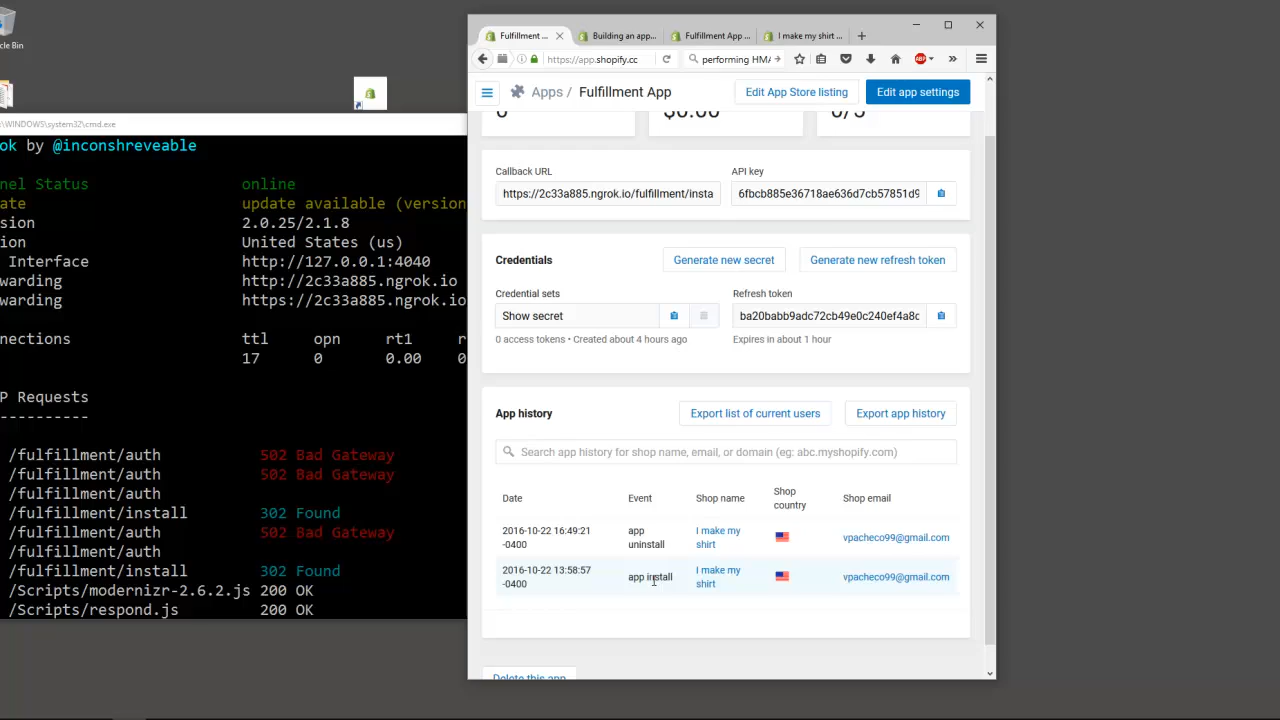 cle Bin
:\WINDOWS\system32\cmd.exe
ok by @inconshreveable
nel Status online
ate update available (version
sion 2.0.25/2.1.8
ion United States (us)
Interface http://127.0.0.1:4040
warding http://2c33a885.ngrok.io
warding https://2c33a885.ngrok.io
nections ttl opn rt1 r
17 0 0.00 0
P Requests
----------
/fulfillment/auth 502 Bad Gateway
/fulfillment/auth 502 Bad Gateway
/fulfillment/auth
/fulfillment/install 302 Found
/fulfillment/auth 502 Bad Gateway
/fulfillment/auth
/fulfillment/install 302 Found
/Scripts/modernizr-2.6.2.js 200 OK
/Scripts/respond.js 200 OK
Fulfillment ... Building an app... Fulfillment App ... I make my shirt ...
https://app.shopify.cc performing HMA ABP
Apps / Fulfillment App Edit App Store listing Edit app settings
0 $0.00 0/5
Callback URL API key
https://2c33a885.ngrok.io/fulfillment/insta 6fbcb885e36718ae636d7cb57851d9
Credentials Generate new secret Generate new refresh token
Credential sets Refresh token
Show secret ba20babb9adc72cb49e0c240ef4a8c
0 access tokens • Created about 4 hours ago Expires in about 1 hour
App history Export list of current users Export app history
Search app history for shop name, email, or domain (eg: abc.myshopify.com)
Date Event Shop name Shop country Shop email
2016-10-22 16:49:21 -0400 app uninstall I make my shirt vpacheco99@gmail.com
2016-10-22 13:58:57 -0400 app install I make my shirt vpacheco99@gmail.com
Delete this app